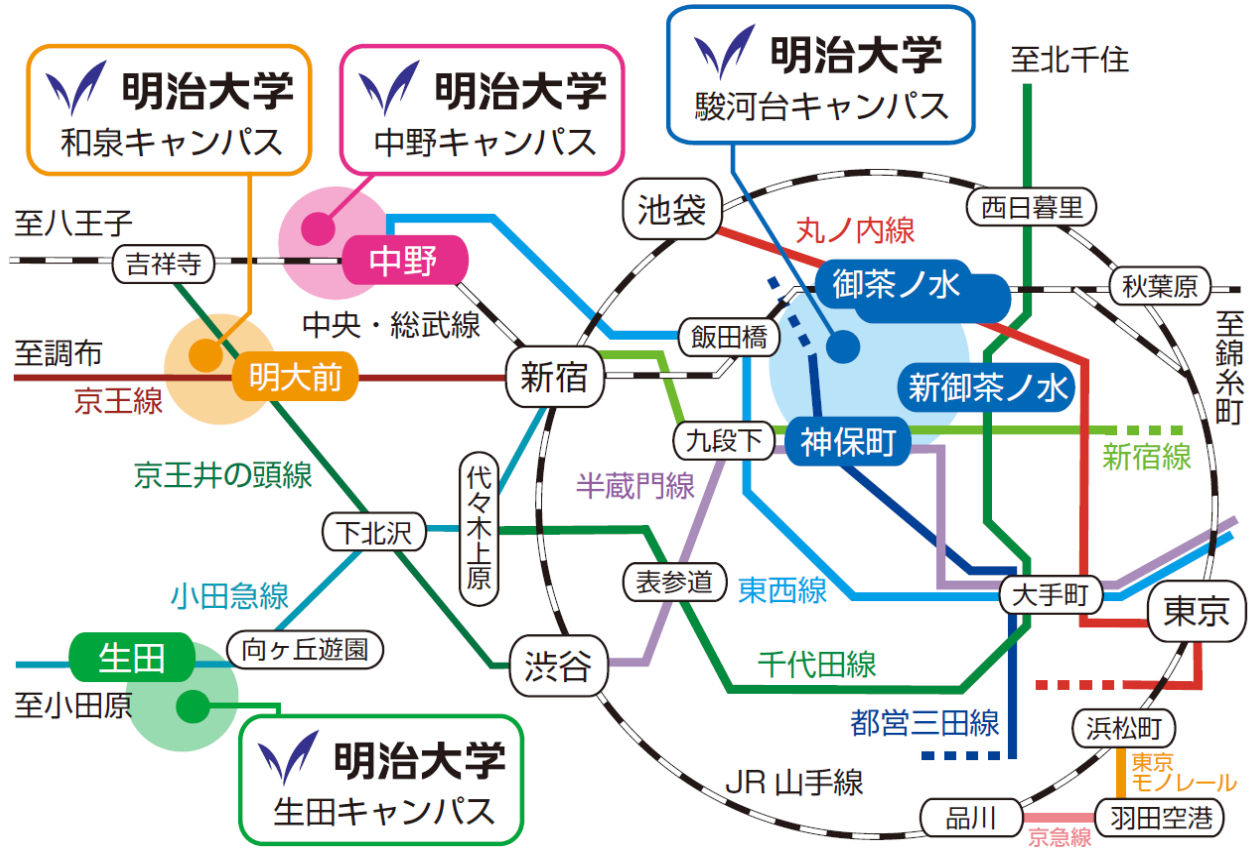 明治大学
和泉キャンパス
明治大学
中野キャンパス
明治大学
駿河台キャンパス
至北千住
至八王子
吉祥寺
中野
池袋
丸ノ内線
西日暮里
御茶ノ水
秋葉原
中央・総武線
飯田橋
至錦糸町
至調布
明大前
新宿
新御茶ノ水
京王線
九段下
神保町
新宿線
京王井の頭線
半蔵門線
代々木上原
下北沢
表参道
東西線
大手町
東京
小田急線
生田
向ヶ丘遊園
渋谷
千代田線
至小田原
都営三田線
浜松町
明治大学
生田キャンパス
JR山手線
東京
モノレール
品川
京急線
羽田空港